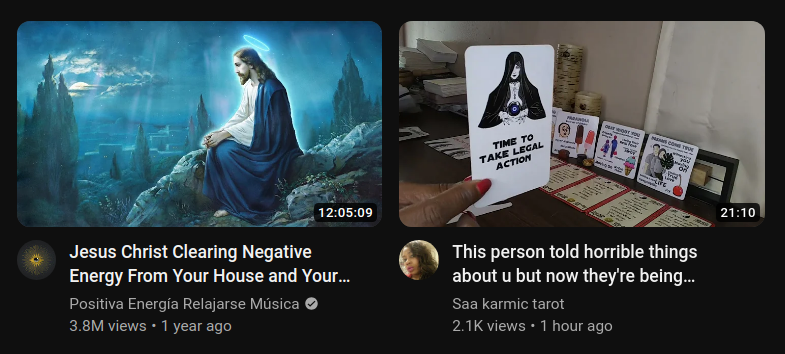 12:05:09
Jesus Christ Clearing Negative
Energy From Your House and Your…
Positiva Energía Relajarse Música
3.8M views • 1 year ago
TIME TO
TAKE LEGAL
ACTION
PARANOIA
LIFE
21:10
This person told horrible things
about u but now they're being…
Saa karmic tarot
2.1K views • 1 hour ago